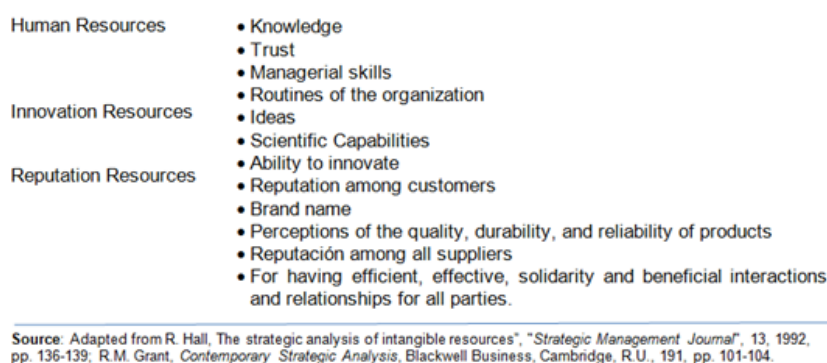 Human Resources • Knowledge
• Trust
• Managerial skills
• Routines of the organization
Innovation Resources • Ideas
• Scientific Capabilities
• Ability to innovate
Reputation Resources • Reputation among customers
• Brand name
• Perceptions of the quality, durability, and reliability of products
• Reputación among all suppliers
• For having efficient, effective, solidarity and beneficial interactions
and relationships for all parties.
Source: Adapted from R. Hall, The strategic analysis of intangible resources", "Strategic Management Journal", 13, 1992,
pp. 136-139; R.M. Grant, Contemporary Strategic Analysis, Blackwell Business, Cambridge, R.U., 191, pp. 101-104.